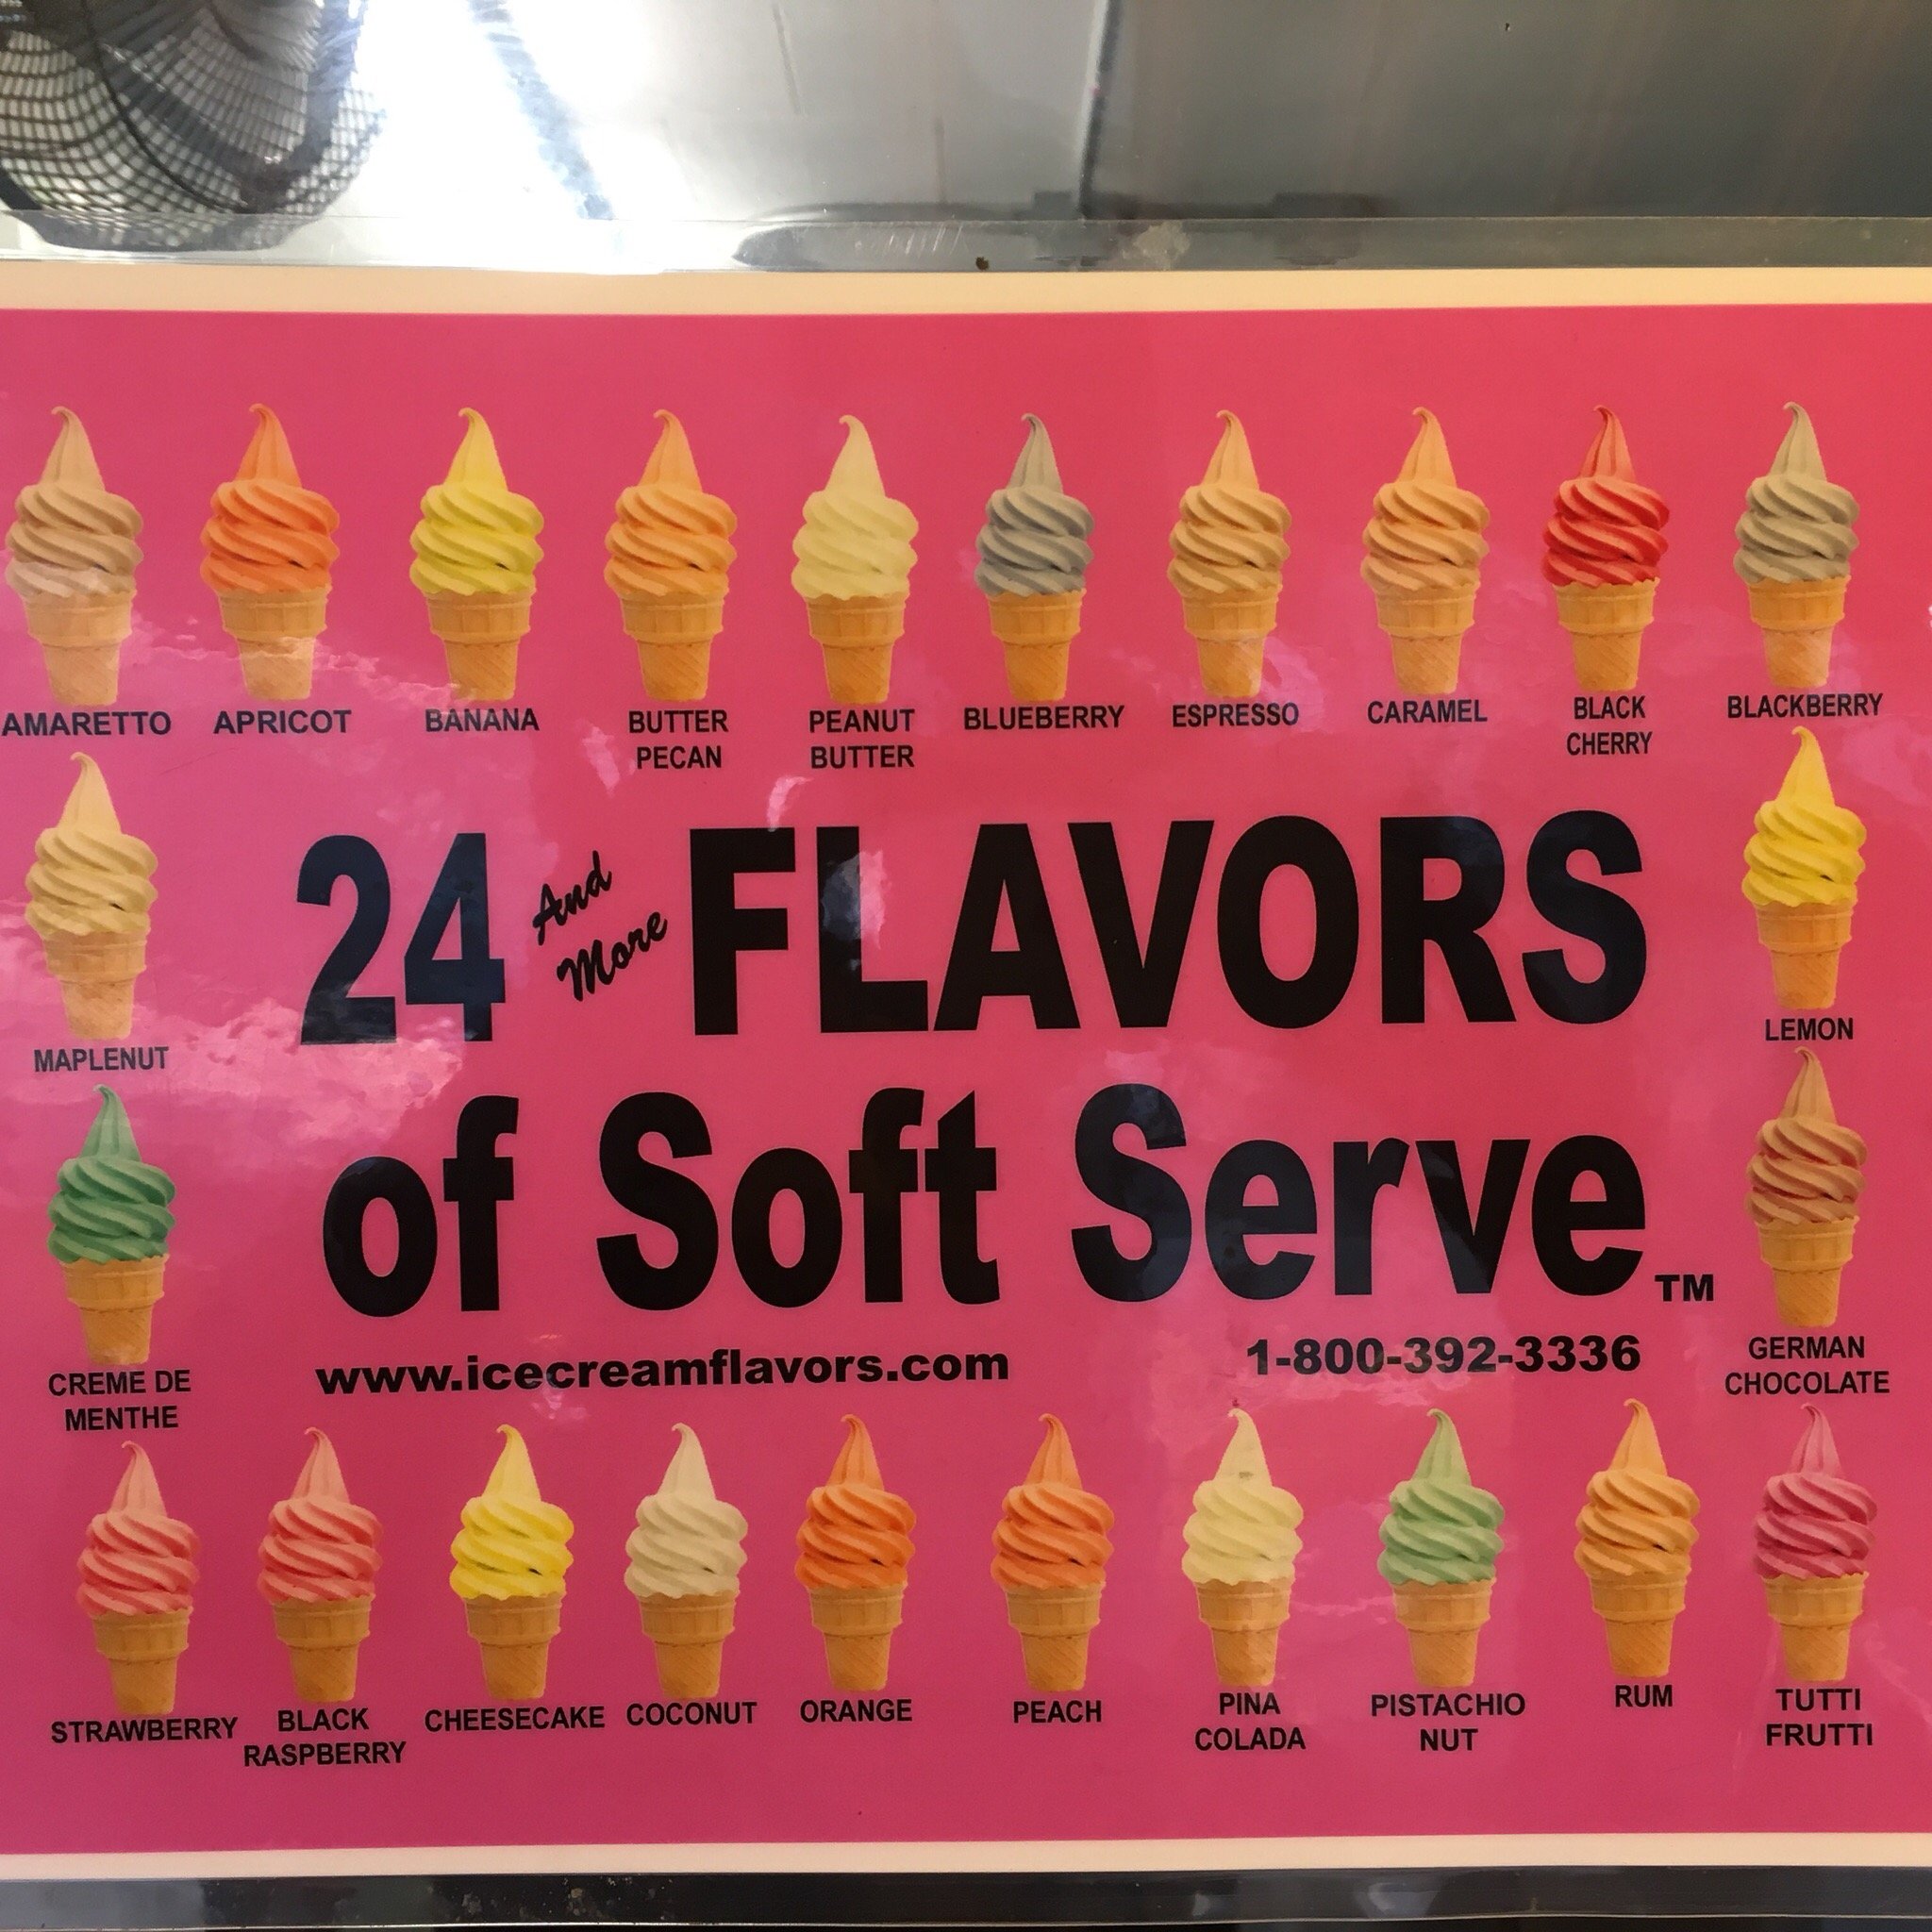 AMARETTO
APRICOT
BANANA
BUTTER
PECAN
PEANUT
BUTTER
BLUEBERRY
ESPRESSO
CARAMEL
BLACK
CHERRY
BLACKBERRY
MAPLENUT
24 And More FLAVORS
LEMON
of Soft Serve TM
CREME DE
MENTHE
www.icecreamflavors.com
1-800-392-3336
GERMAN
CHOCOLATE
STRAWBERRY
BLACK
RASPBERRY
CHEESECAKE
COCONUT
ORANGE
PEACH
PINA
COLADA
PISTACHIO
NUT
RUM
TUTTI
FRUTTI